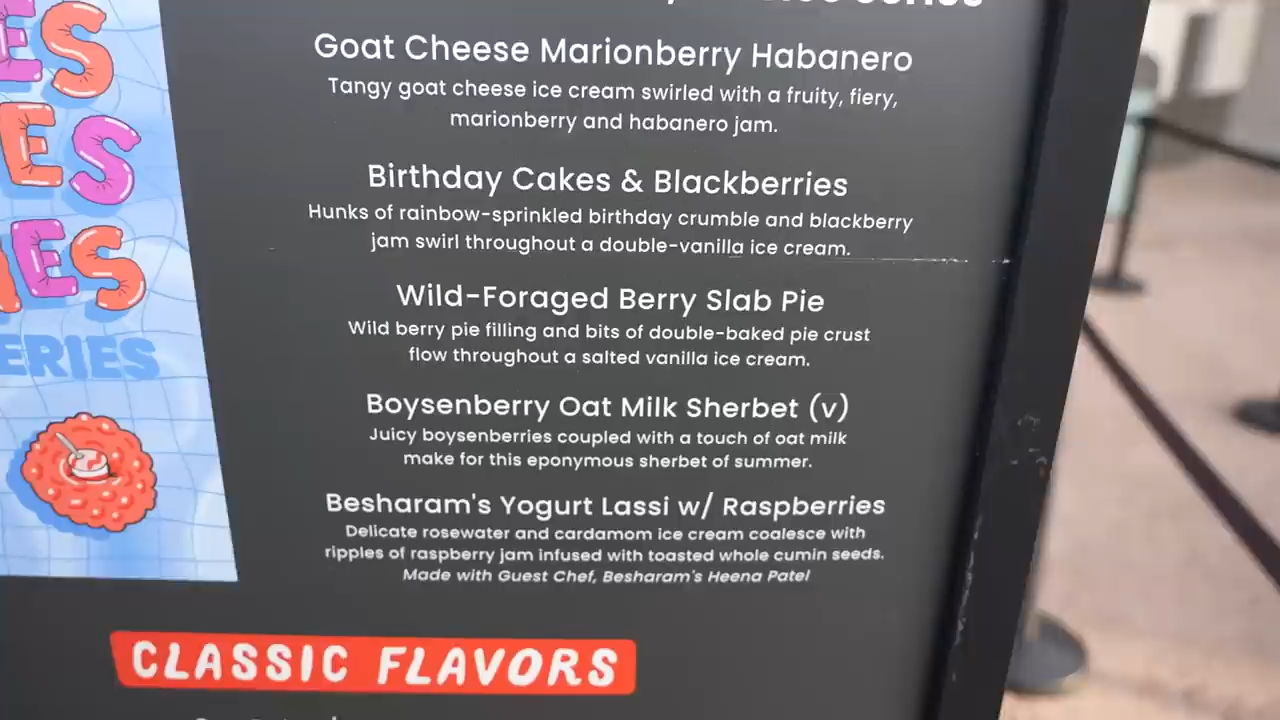 ES
ES
ES
ERIES
Goat Cheese Marionberry Habanero
Tangy goat cheese ice cream swirled with a fruity, fiery,
marionberry and habanero jam.
Birthday Cakes & Blackberries
Hunks of rainbow-sprinkled birthday crumble and blackberry
jam swirl throughout a double-vanilla ice cream.
Wild-Foraged Berry Slab Pie
Wild berry pie filling and bits of double-baked pie crust
flow throughout a salted vanilla ice cream.
Boysenberry Oat Milk Sherbet (v)
Juicy boysenberries coupled with a touch of oat milk
make for this eponymous sherbet of summer.
Besharam's Yogurt Lassi w/ Raspberries
Delicate rosewater and cardamom ice cream coalesce with
ripples of raspberry jam infused with toasted whole cumin seeds.
Made with Guest Chef, Besharam's Heena Patel
CLASSIC FLAVORS